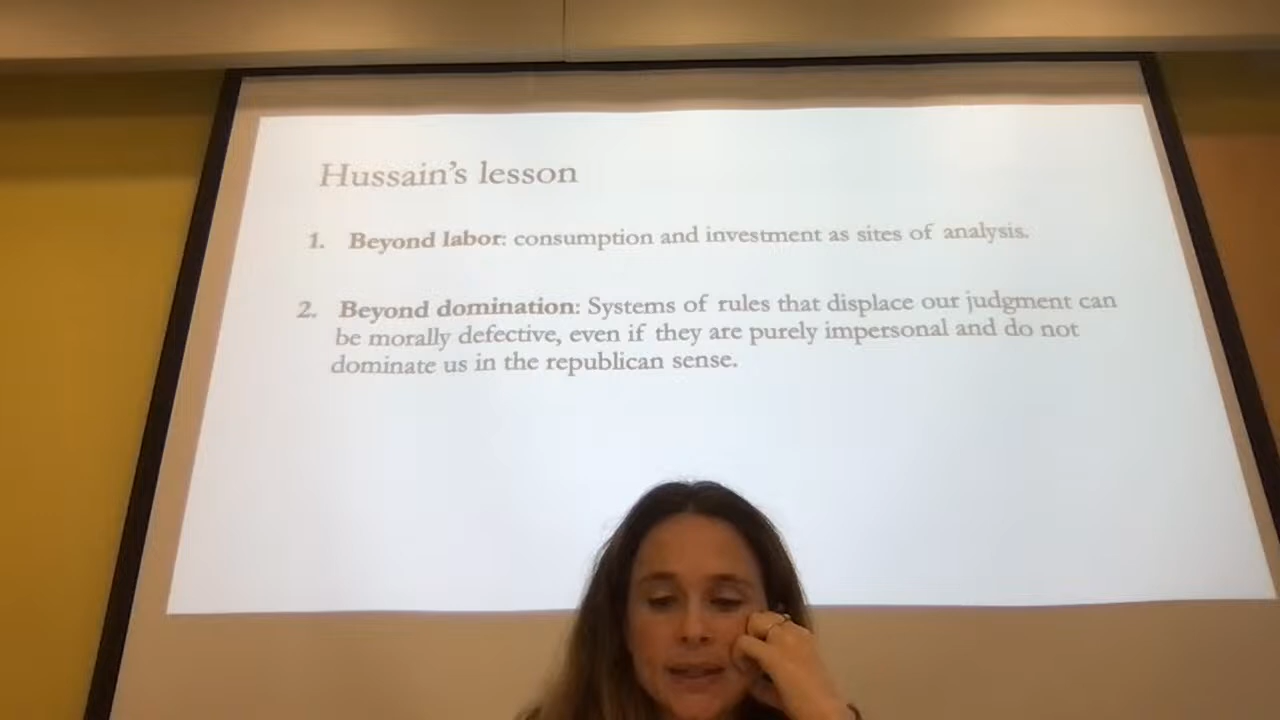 Hussain's lesson
1. Beyond labor: consumption and investment as sites of analysis.
2. Beyond domination: Systems of rules that displace our judgment can
be morally defective, even if they are purely impersonal and do not
dominate us in the republican sense.